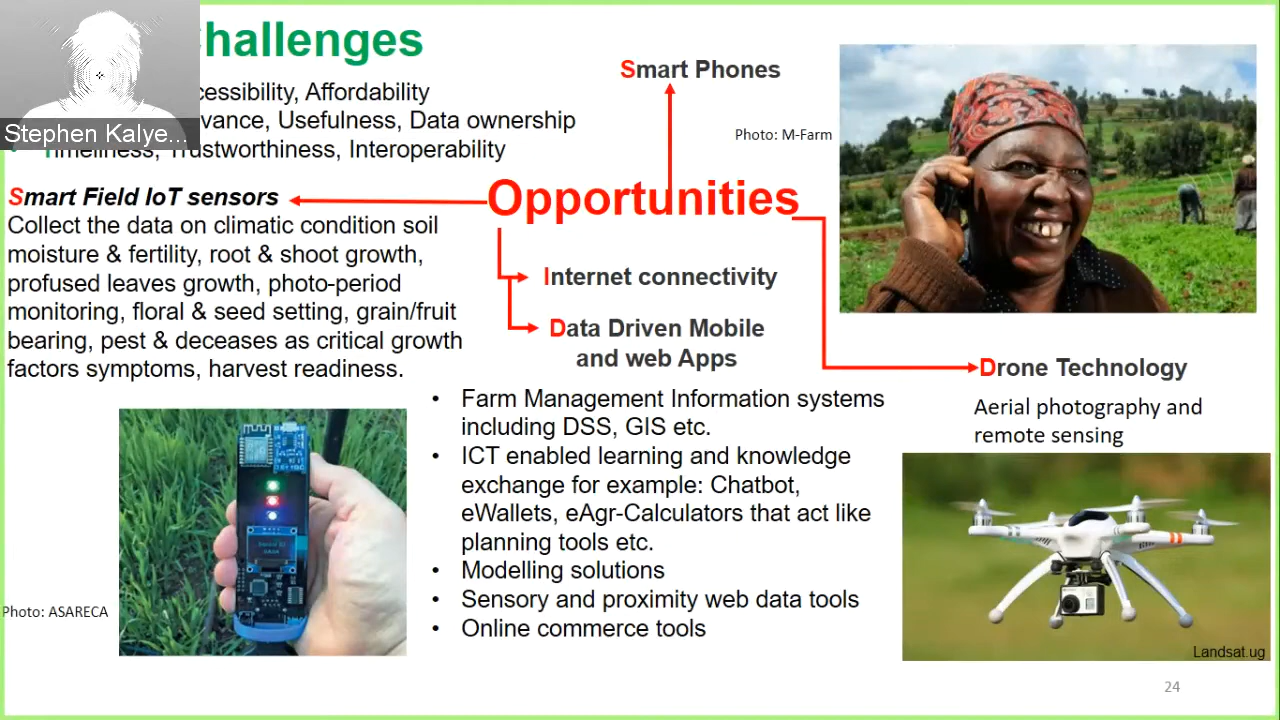 Challenges
Accessibility, Affordability
Relevance, Usefulness, Data ownership
Timeliness, Trustworthiness, Interoperability
Stephen Kalye...
Smart Phones
Photo: M-Farm
Opportunities
Smart Field IoT sensors
Collect the data on climatic condition soil
moisture & fertility, root & shoot growth,
profused leaves growth, photo-period
monitoring, floral & seed setting, grain/fruit
bearing, pest & deceases as critical growth
factors symptoms, harvest readiness.
Internet connectivity
Data Driven Mobile
and web Apps
• Farm Management Information systems
including DSS, GIS etc.
• ICT enabled learning and knowledge
exchange for example: Chatbot,
eWallets, eAgr-Calculators that act like
planning tools etc.
• Modelling solutions
• Sensory and proximity web data tools
• Online commerce tools
Drone Technology
Aerial photography and
remote sensing
Photo: ASARECA
Landsat.ug
24